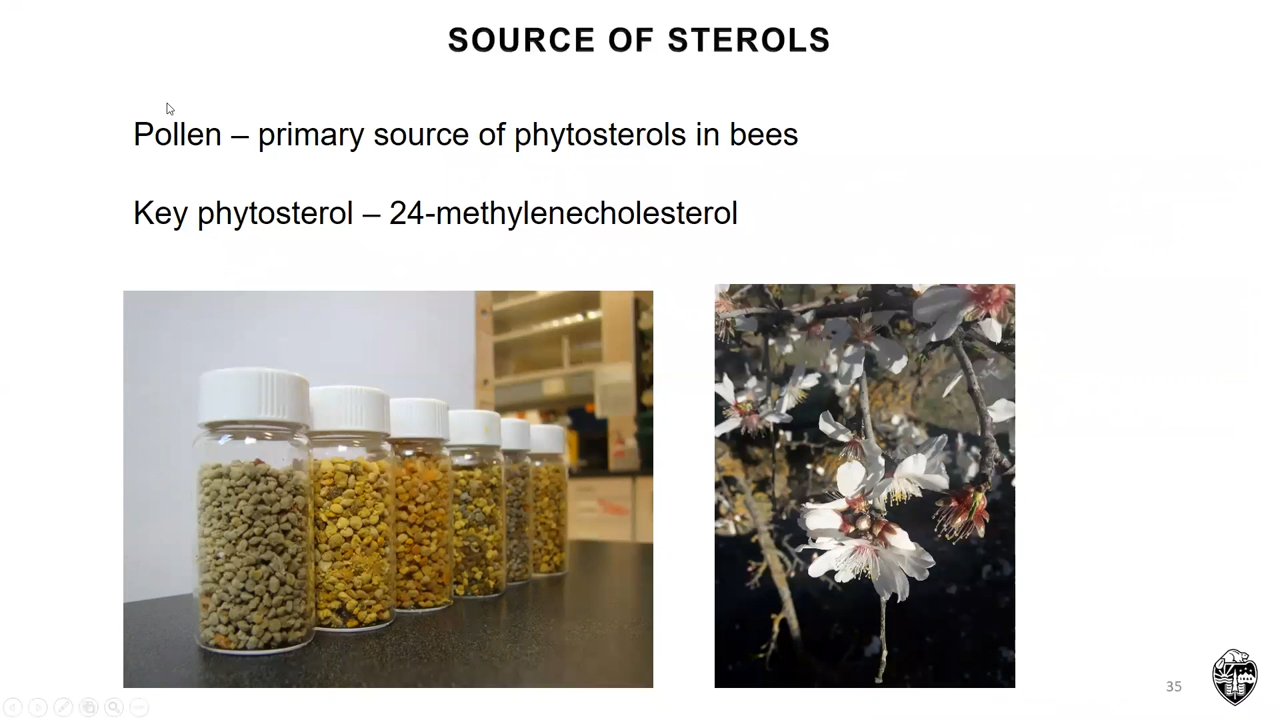 SOURCE OF STEROLS
Pollen – primary source of phytosterols in bees
Key phytosterol – 24-methylenecholesterol
35